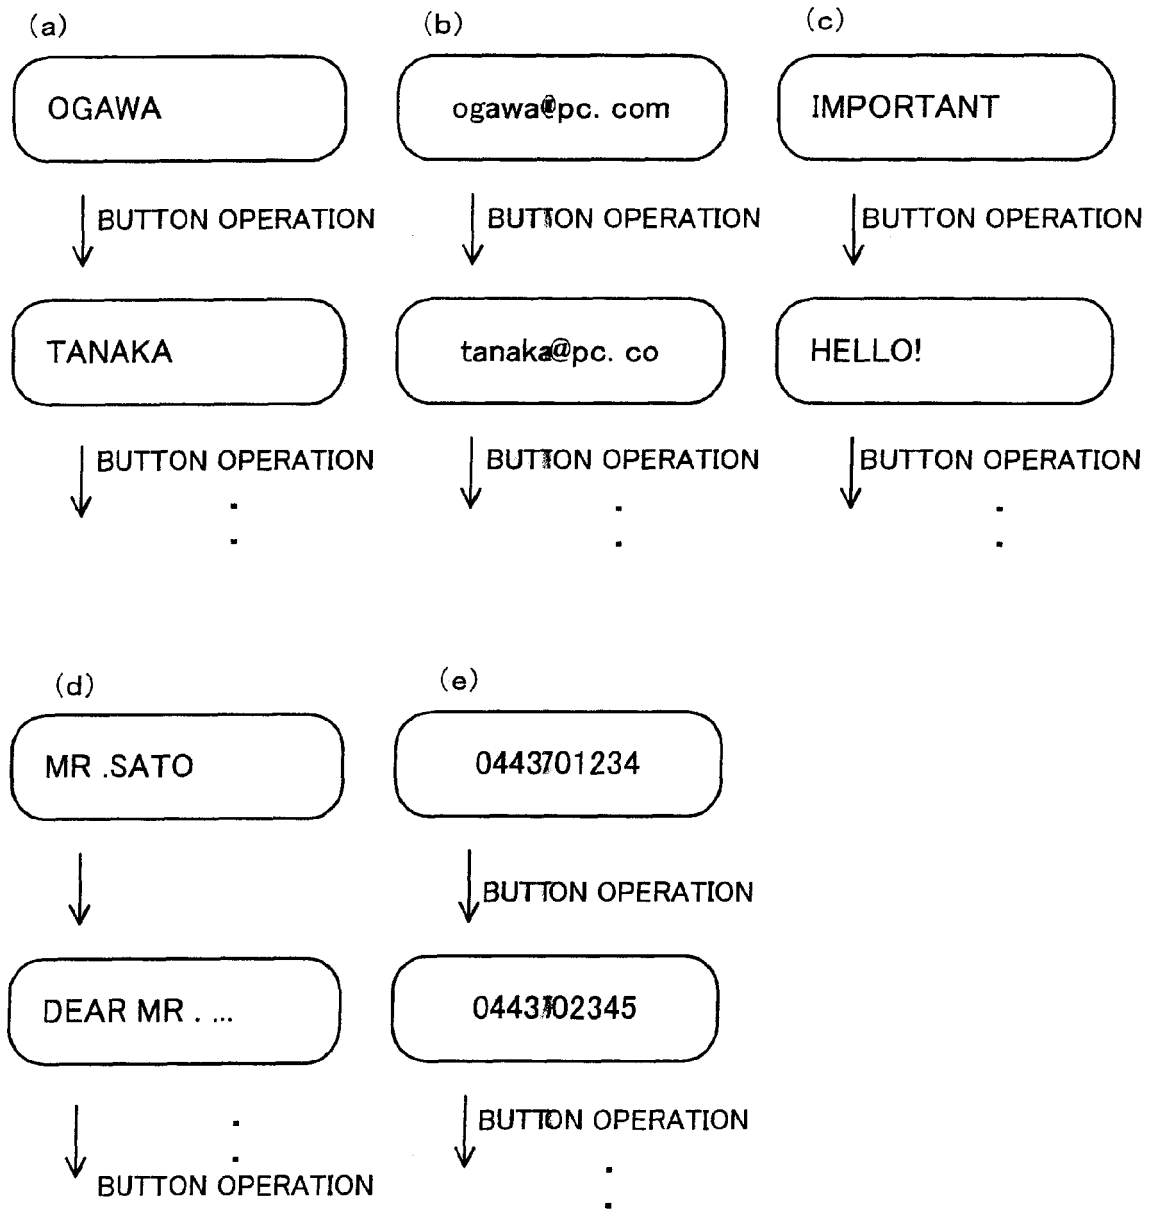 (a)
OGAWA
BUTTON OPERATION
TANAKA
BUTTON OPERATION
(b)
ogawa@pc. com
BUTTON OPERATION
tanaka@pc. co
BUTTON OPERATION
(c)
IMPORTANT
BUTTON OPERATION
HELLO!
BUTTON OPERATION
(d)
MR .SATO
DEAR MR . ...
BUTTON OPERATION
(e)
0443701234
BUTTON OPERATION
0443702345
BUTTON OPERATION